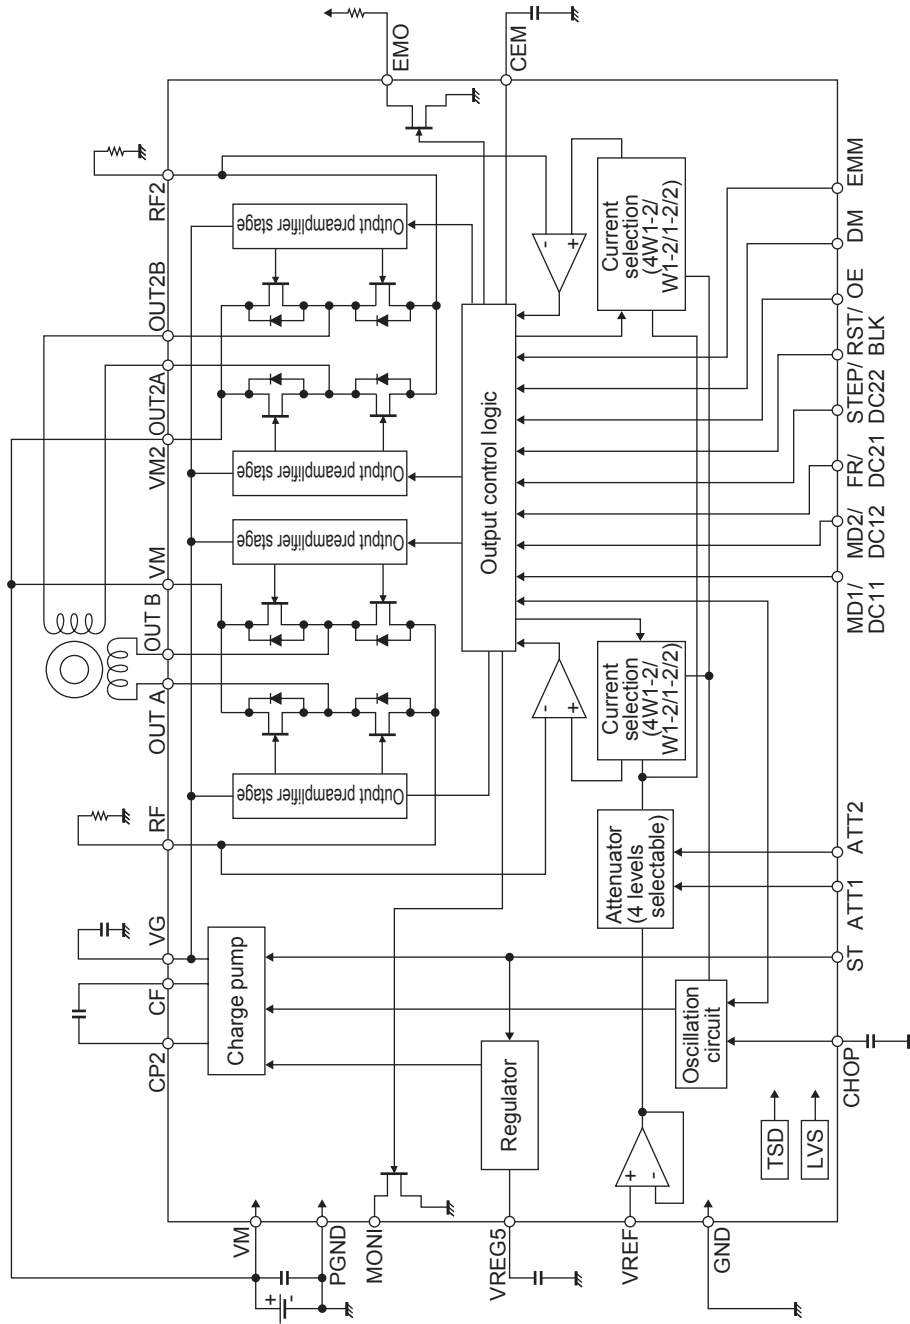 VM
PGND
MONI
VREG5
VREF
GND
CP2
CF
VG
RF
OUT A
OUT B
VM
VM2
OUT2A
OUT2B
RF2
EMO
CEM
+
-
Charge pump
Regulator
Output preamplifier stage
Output preamplifier stage
Output preamplifier stage
Output preamplifier stage
Output control logic
+
-
Attenuator
(4 levels
selectable)
Current
selection
(4W1-2/
W1-2/1-2/2)
+
-
Current
selection
(4W1-2/
W1-2/1-2/2)
+
-
Oscillation
circuit
TSD
LVS
CHOP
ST
ATT1
ATT2
MD1/
DC11
MD2/
DC12
FR/
DC21
STEP/
DC22
RST/
BLK
OE
DM
EMM